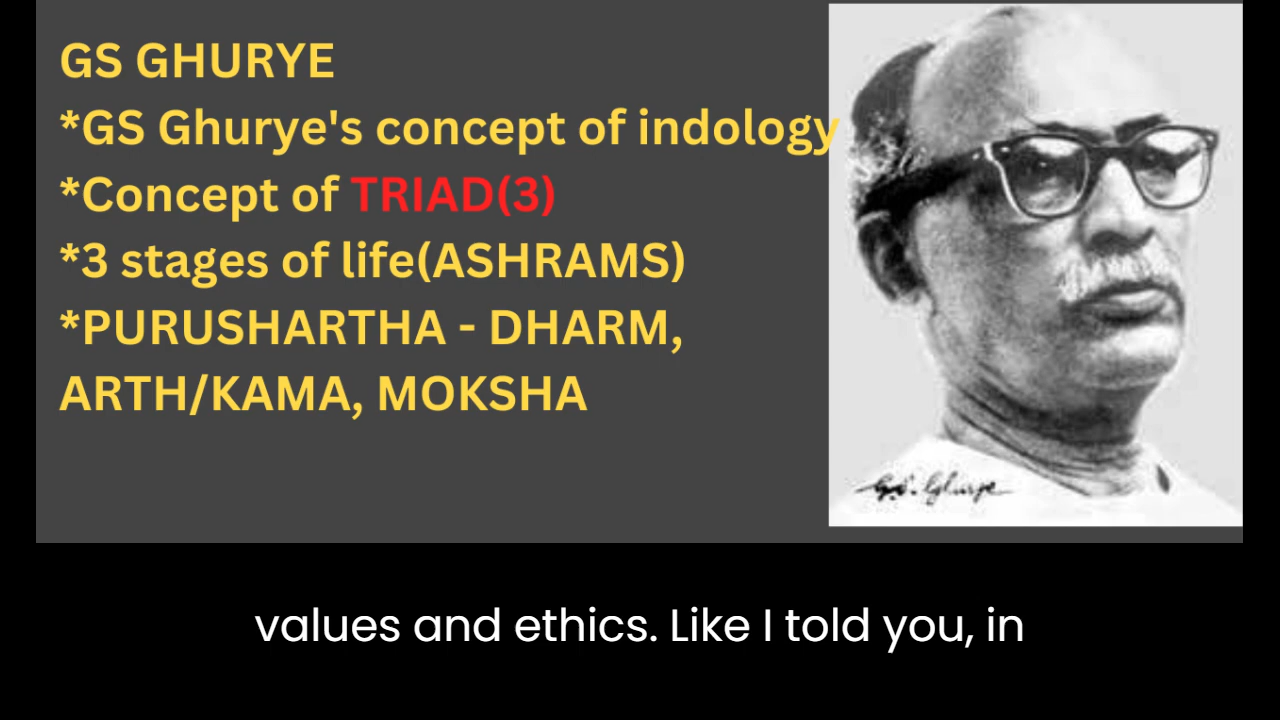 GS GHURYE
*GS Ghurye's concept of indology
*Concept of TRIAD(3)
*3 stages of life(ASHRAMS)
*PURUSHARTHA - DHARM,
ARTH/KAMA, MOKSHA
G.S. Ghurye
values and ethics. Like I told you, in